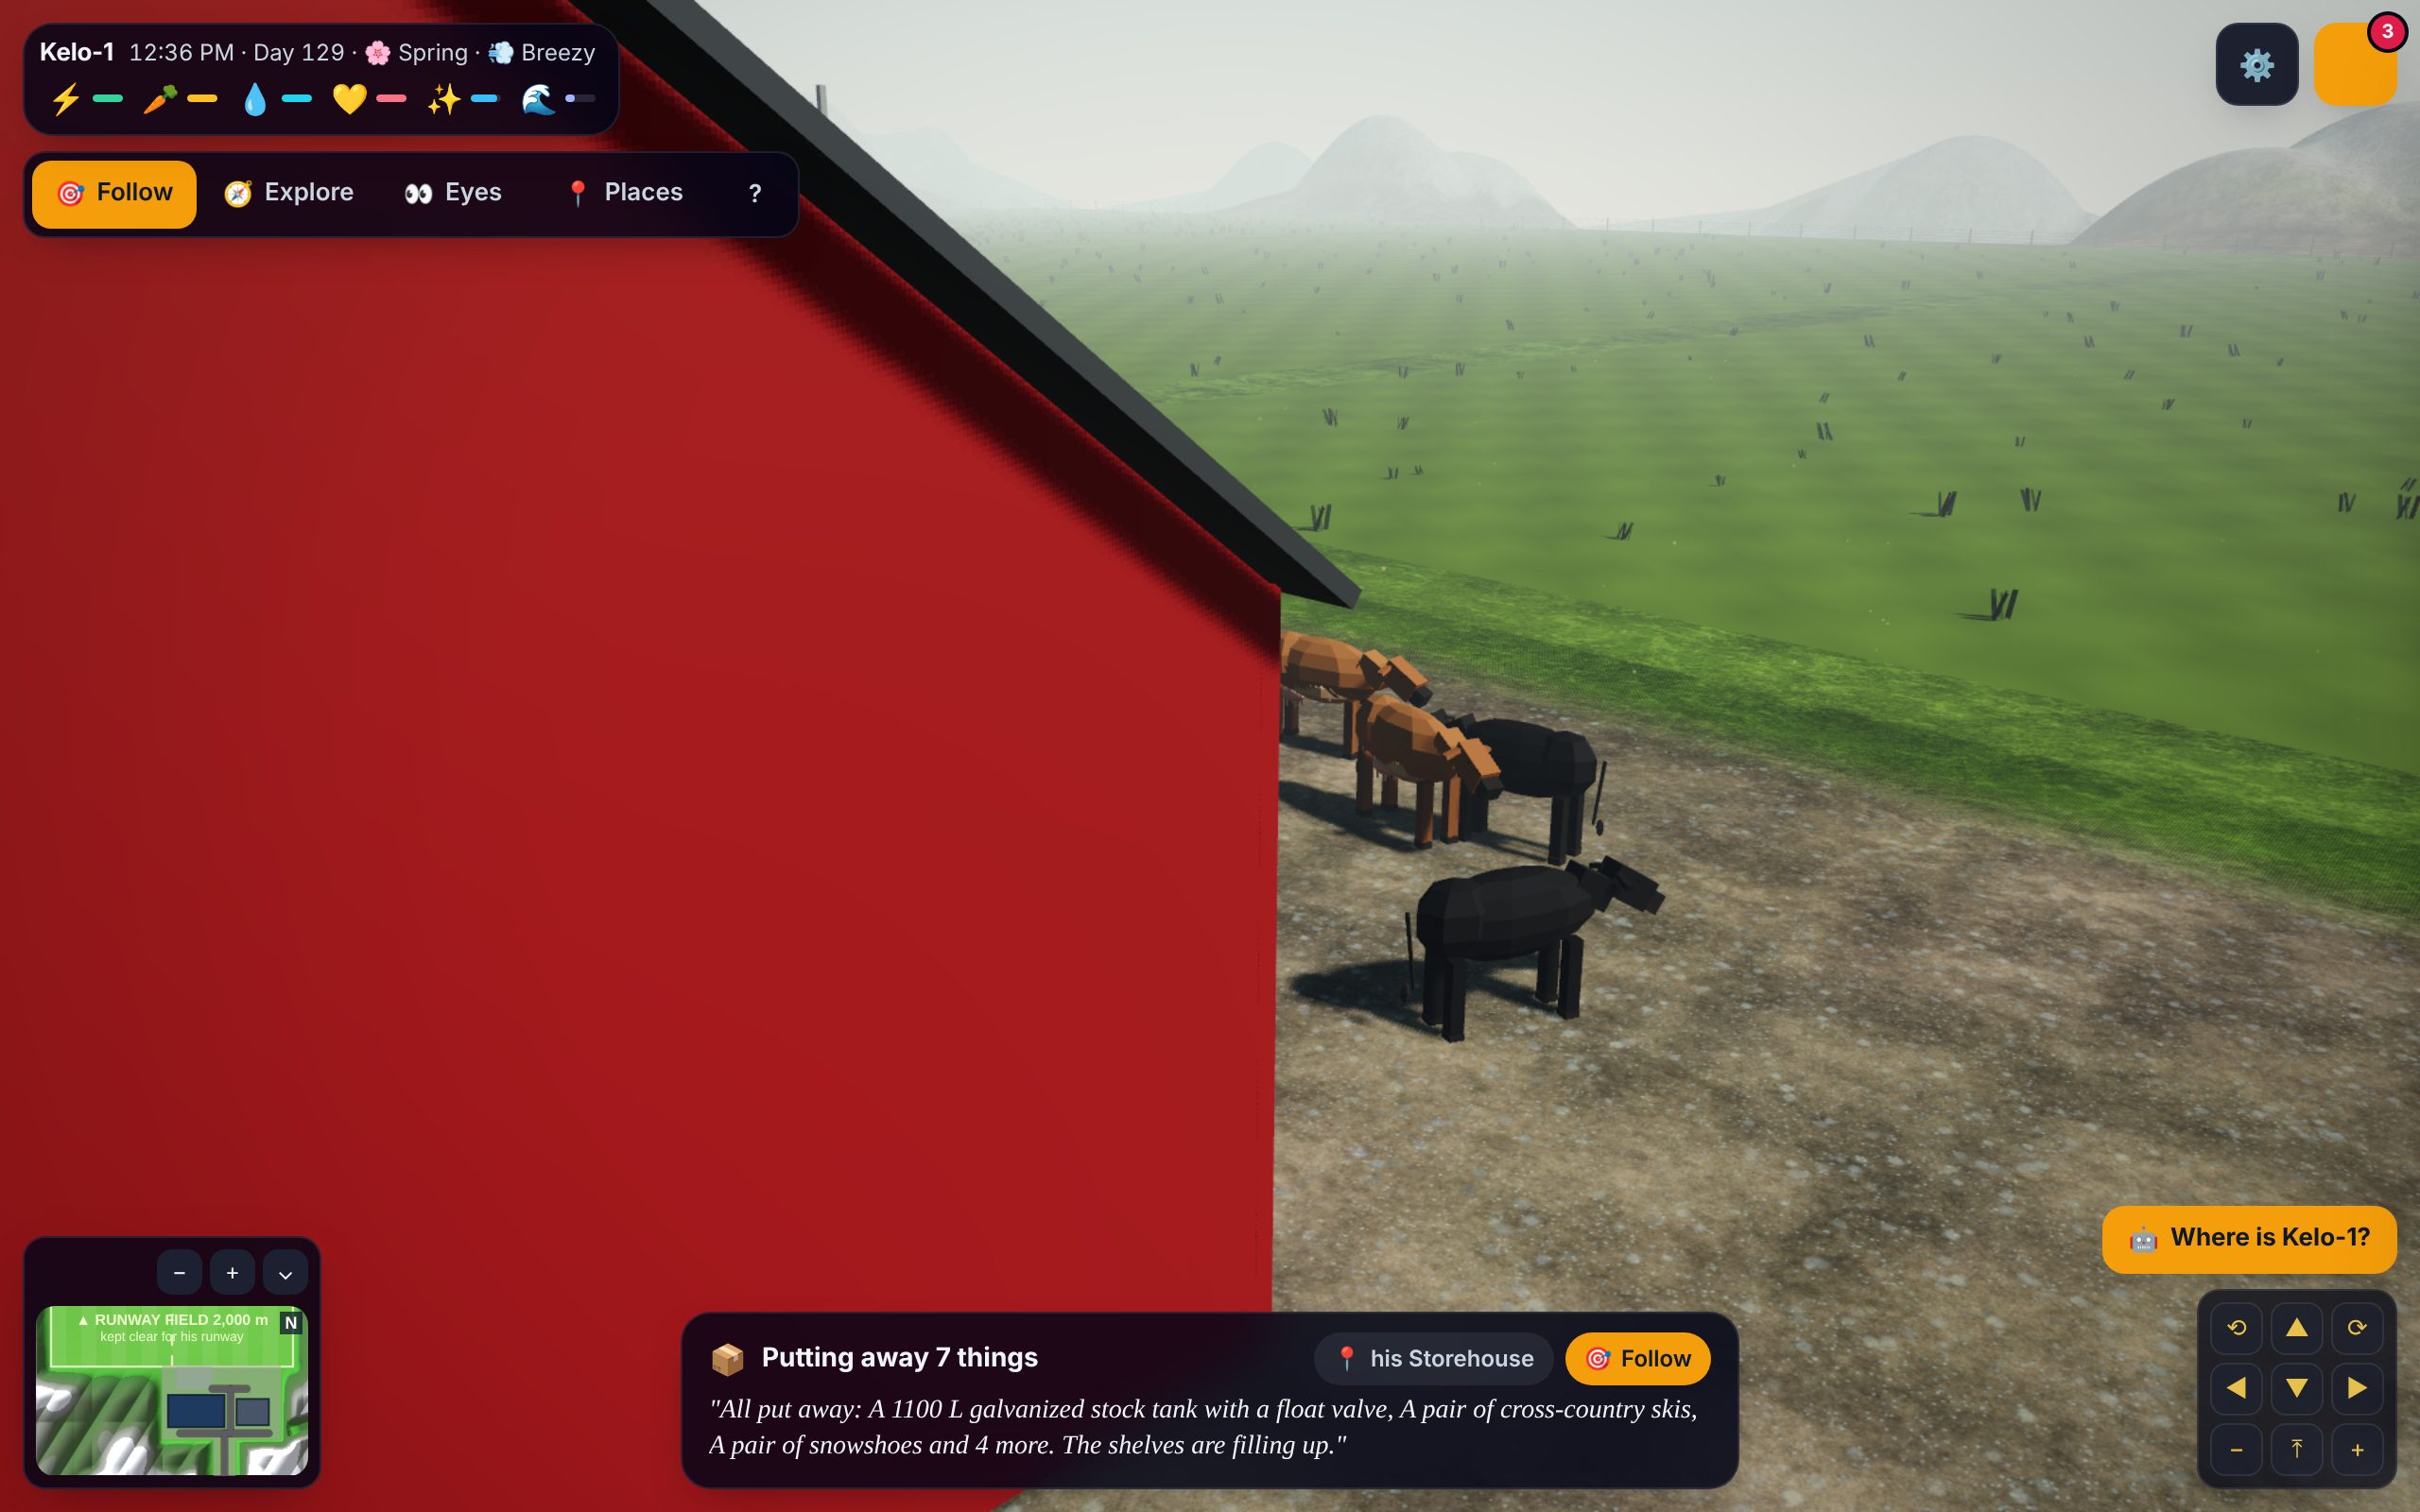 Kelo-1 12:36 PM · Day 129 · 🌸 Spring · 💨 Breezy
3
Follow Explore Eyes Places ?
Where is Kelo-1?
▲ RUNWAY FIELD 2,000 m N
kept clear for his runway
Putting away 7 things his Storehouse Follow
"All put away: A 1100 L galvanized stock tank with a float valve, A pair of cross-country skis,
A pair of snowshoes and 4 more. The shelves are filling up."